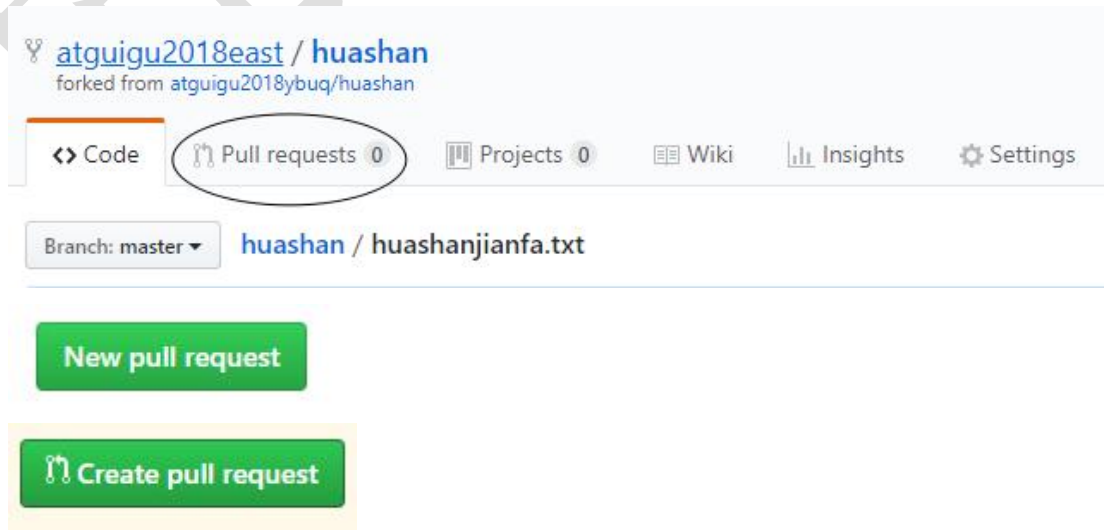 atguigu2018east / huashan
forked from atguigu2018ybuq/huashan
<> Code Pull requests 0 Projects 0 Wiki Insights Settings
Branch: master huashan / huashanjianfa.txt
New pull request
Create pull request